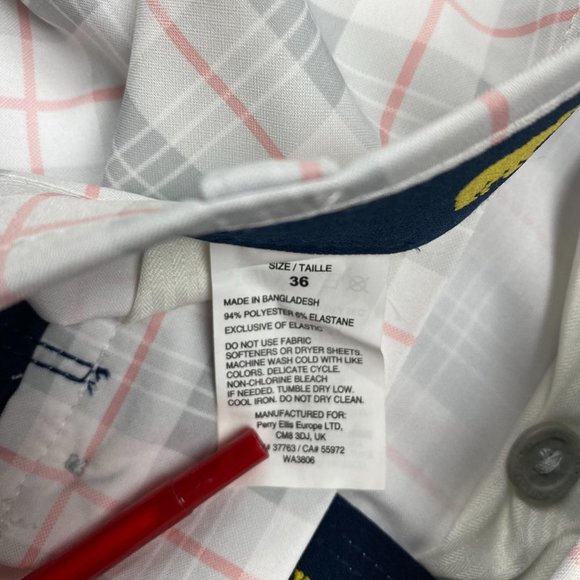 SIZE / TAILLE
36
MADE IN BANGLADESH
94% POLYESTER 6% ELASTANE
EXCLUSIVE OF ELASTIC
DO NOT USE FABRIC
SOFTENERS OR DRYER SHEETS.
MACHINE WASH COLD WITH LIKE
COLORS. DELICATE CYCLE.
NON-CHLORINE BLEACH
IF NEEDED. TUMBLE DRY LOW.
COOL IRON. DO NOT DRY CLEAN.
MANUFACTURED FOR:
Perry Ellis Europe LTD,
CM8 3DJ, UK
# 37763 / CA# 55972
WA3806